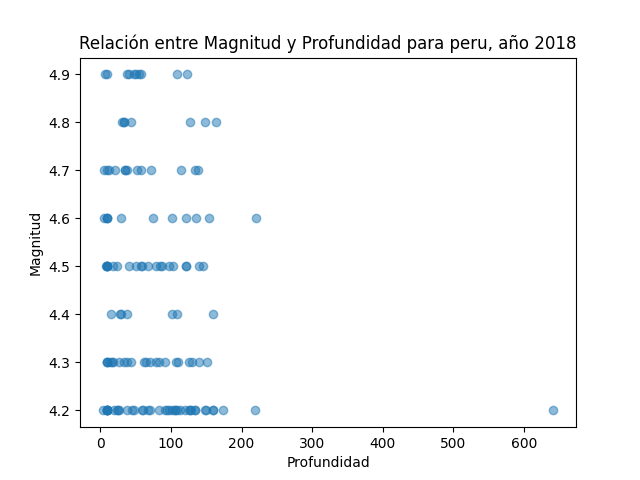 Relación entre Magnitud y Profundidad para peru, año 2018
4.9
4.8
4.7
4.6
4.5
4.4
4.3
4.2
Magnitud
0 100 200 300 400 500 600
Profundidad